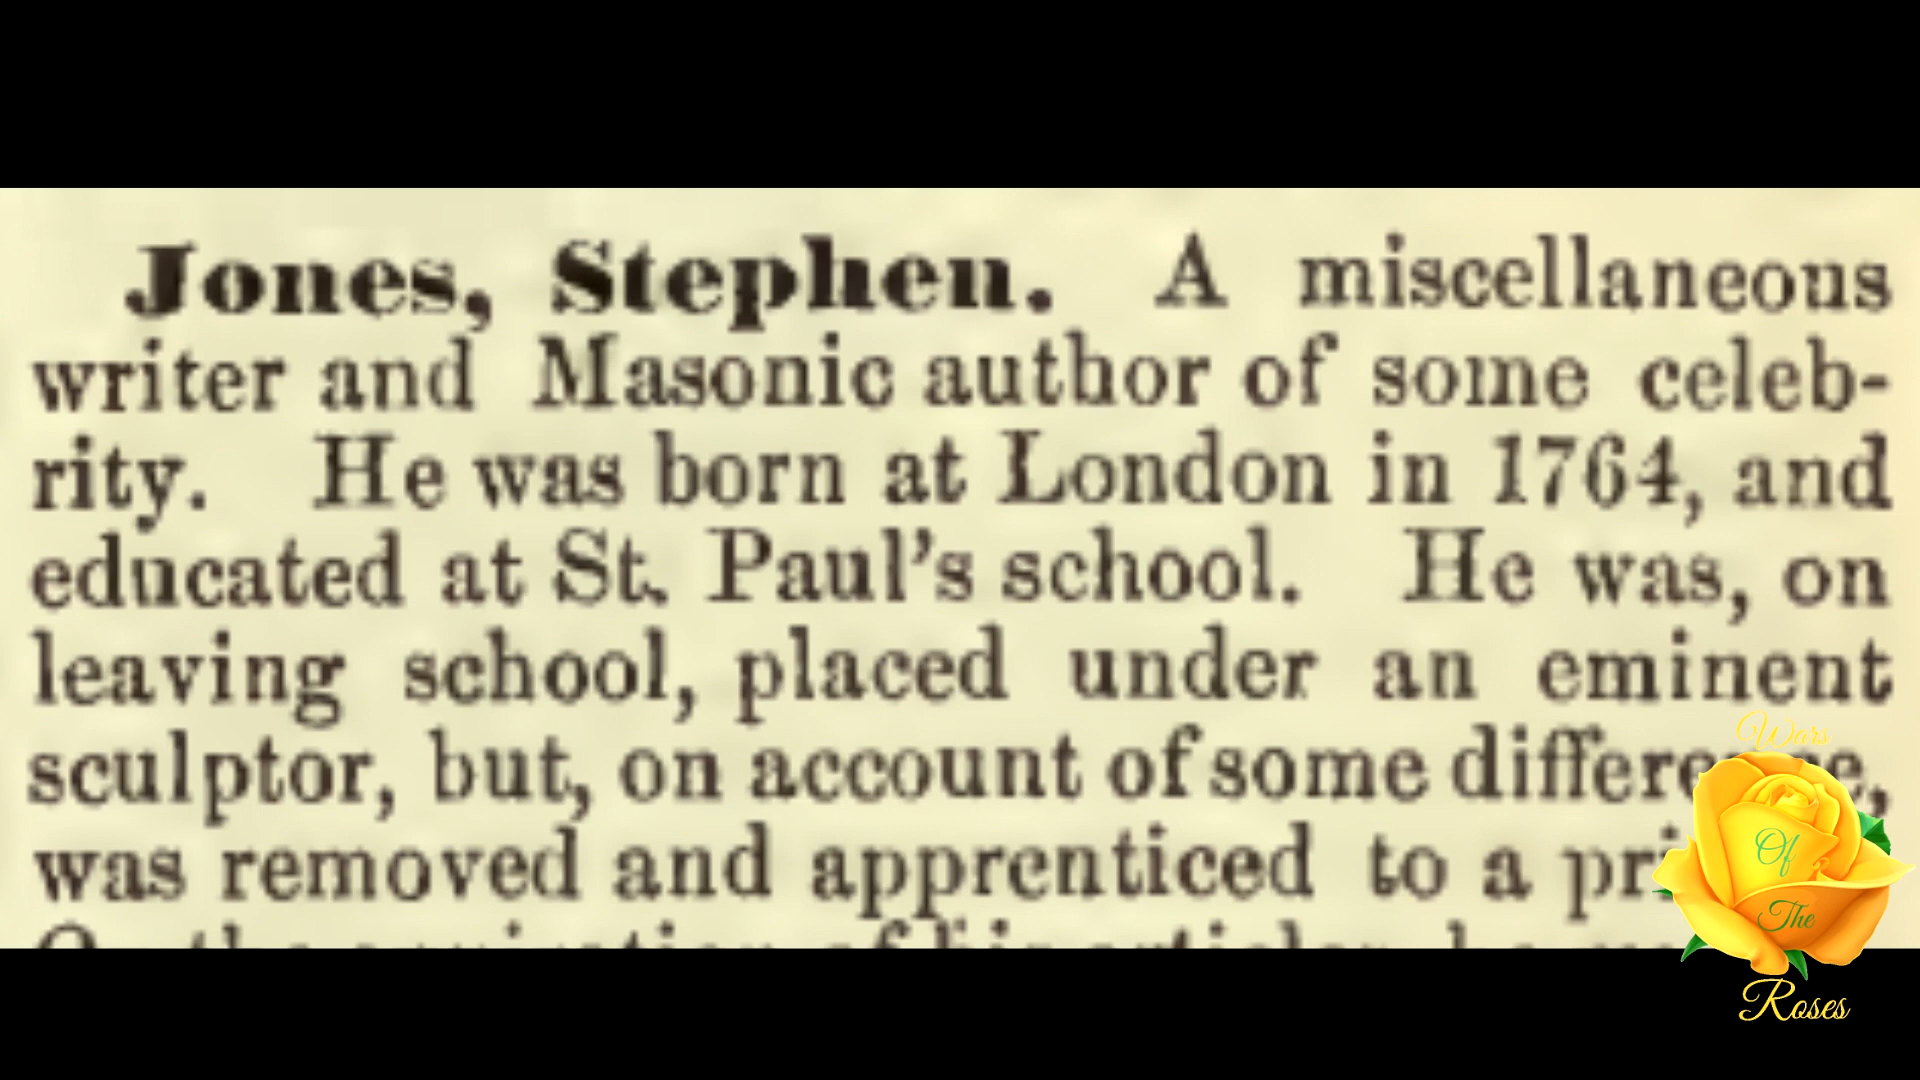 Jones, Stephen. A miscellaneous
writer and Masonic author of some celeb-
rity. He was born at London in 1764, and
educated at St. Paul's school. He was, on
leaving school, placed under an eminent
sculptor, but, on account of some
was removed and apprenticed to a
Wars
Of
The
Roses